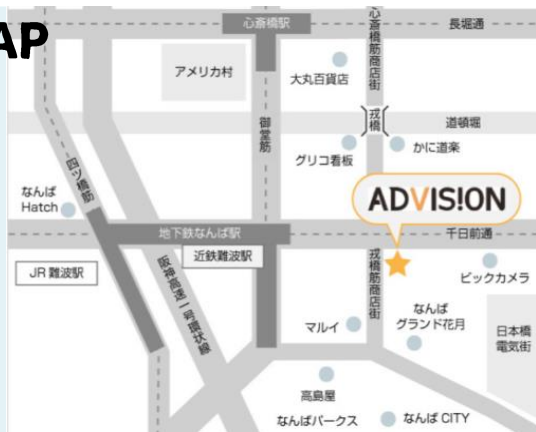 AP
心斎橋駅
長堀通
アメリカ村
心斎橋筋商店街
大丸百貨店
御堂筋
戎橋
道頓堀
グリコ看板
かに道楽
四ツ橋筋
なんば
Hatch
ADVIS!ON
地下鉄なんば駅
千日前通
近鉄難波駅
JR 難波駅
阪神高速一号環状線
戎橋筋商店街
ビックカメラ
マルイ
なんば
グランド花月
日本橋
電気街
高島屋
なんばパークス
なんば CITY